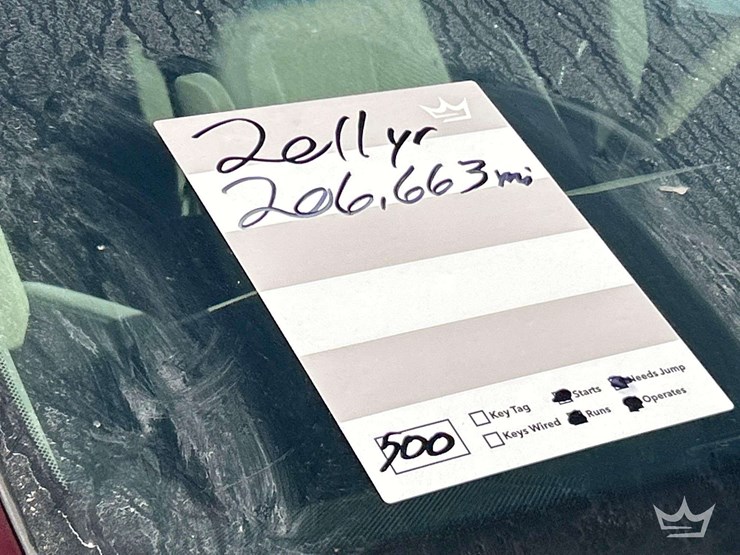 2011 yr
206,663 mi
500
Key Tag
Starts
Needs Jump
Keys Wired
Runs
Operates